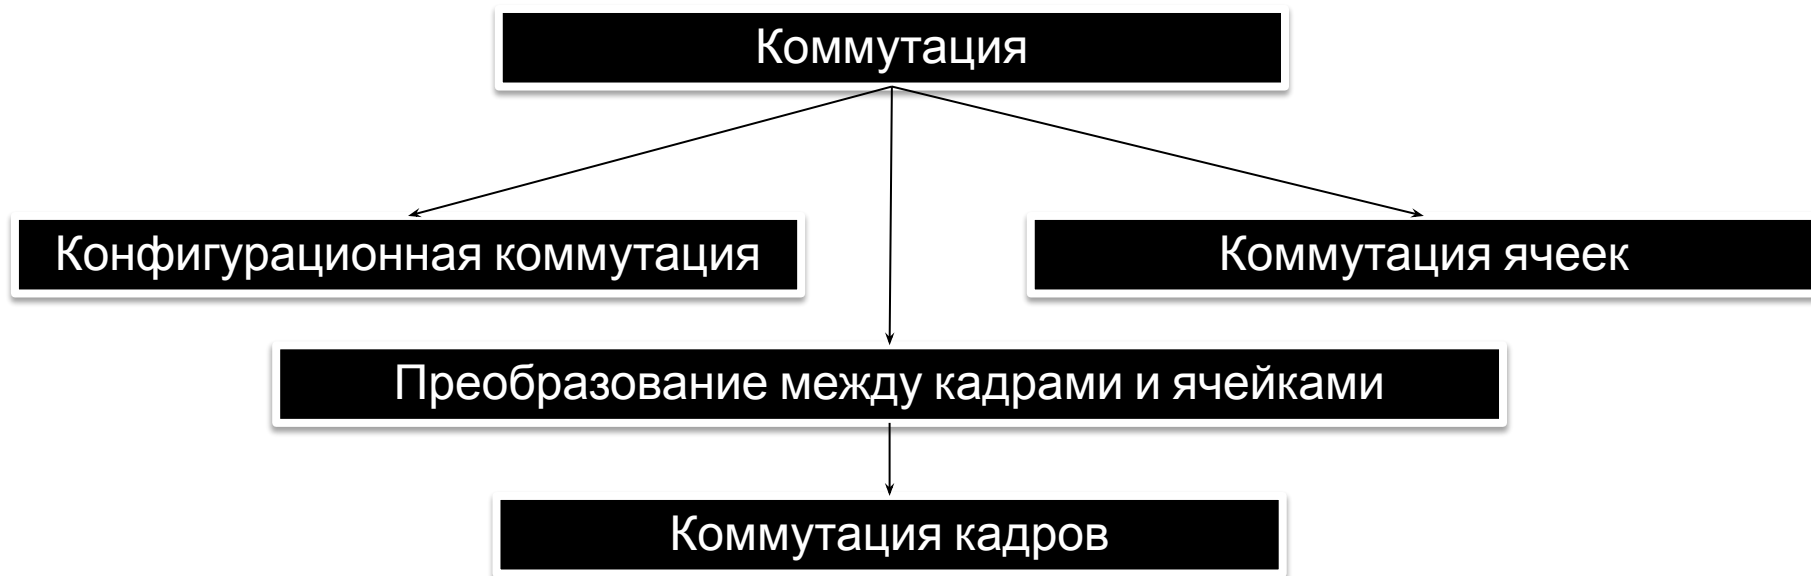 Коммутация
Конфигурационная коммутация
Коммутация ячеек
Преобразование между кадрами и ячейками
Коммутация кадров